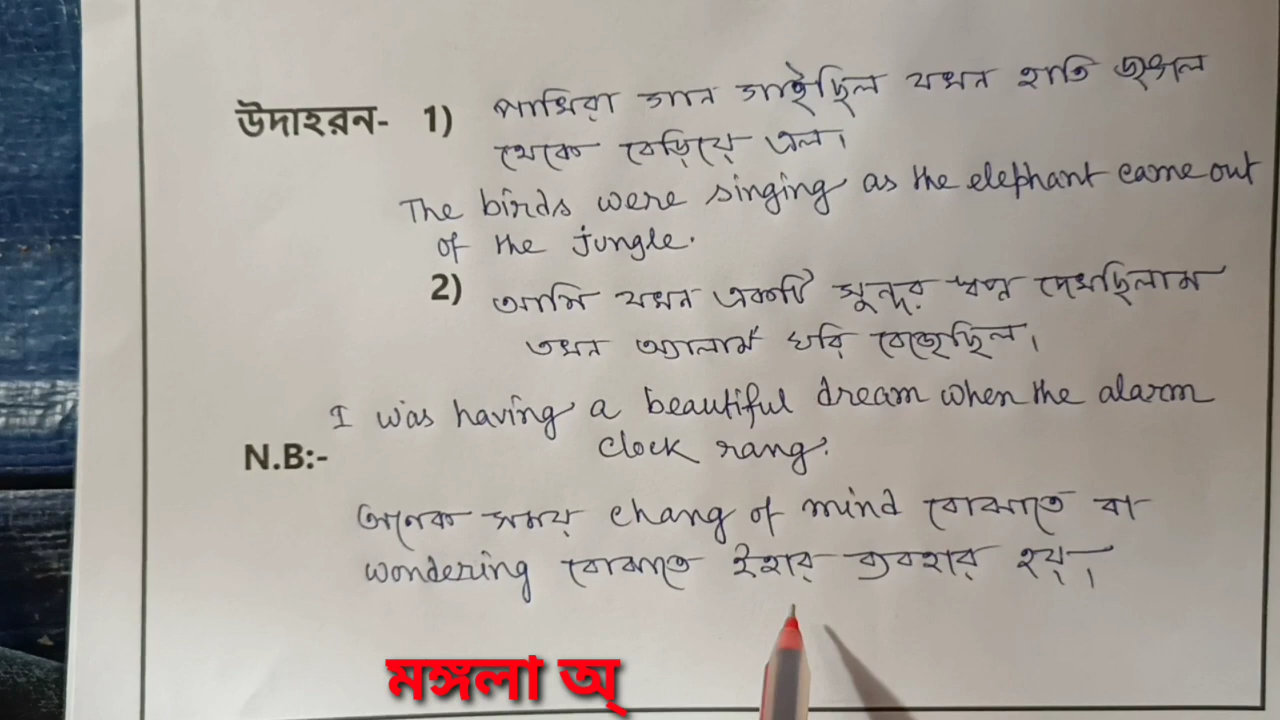 উদাহরন- 1) পাখিরা গান গাইছিল যখন হাতি জঙ্গল
থেকে বেড়িয়ে এল।
The birds were singing as the elephant came out
of the jungle.
2) আমি যখন একটি সুন্দর স্বপ্ন দেখছিলাম
তখন অ্যালার্ম ঘরি বেজেছিল।
I was having a beautiful dream when the alarm
clock rang.
N.B:-
অনেক সময় chang of mind বোঝাতে বা
wondering বোঝাতে ইহার ব্যবহার হয়।
মঙ্গলা অ্